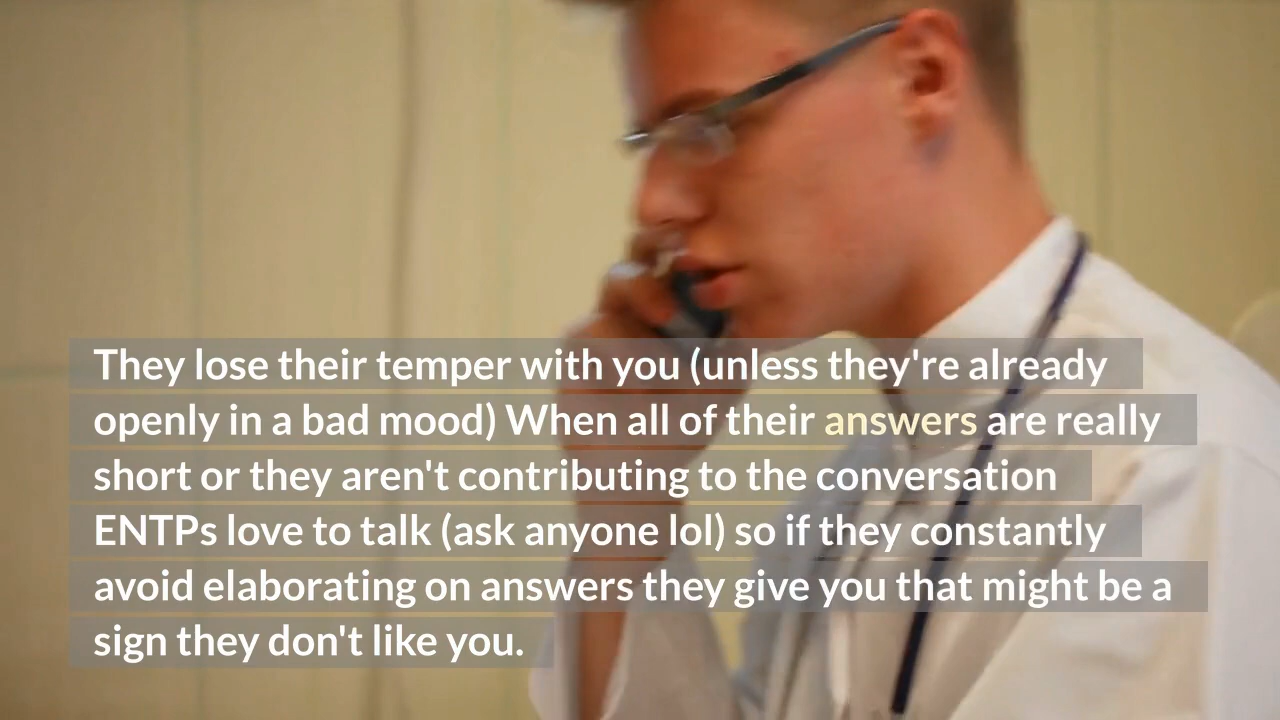 They lose their temper with you (unless they're already
openly in a bad mood) When all of their answers are really
short or they aren't contributing to the conversation
ENTPs love to talk (ask anyone lol) so if they constantly
avoid elaborating on answers they give you that might be a
sign they don't like you.